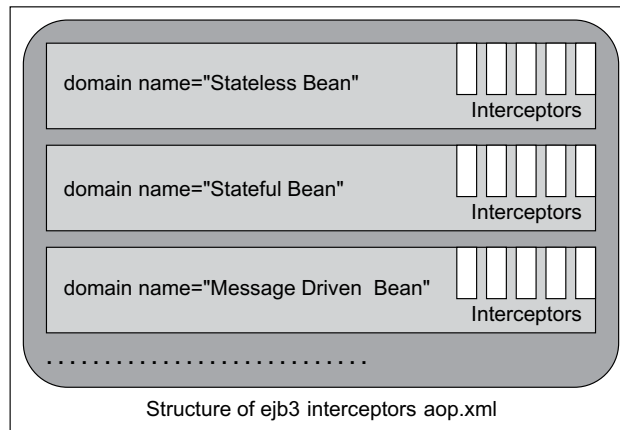 domain name="Stateless Bean"
Interceptors
domain name="Stateful Bean"
Interceptors
domain name="Message Driven  Bean"
Interceptors
............................
Structure of ejb3 interceptors aop.xml